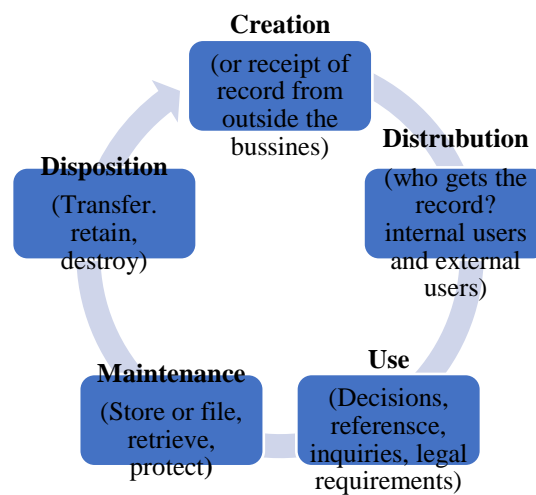 Creation
(or receipt of
record from
outside the
bussines)
Distrubution
(who gets the
record?
internal users
and external
users)
Use
(Decisions,
referensce,
inquiries, legal
requirements)
Maintenance
(Store or file,
retrieve,
protect)
Disposition
(Transfer.
retain,
destroy)